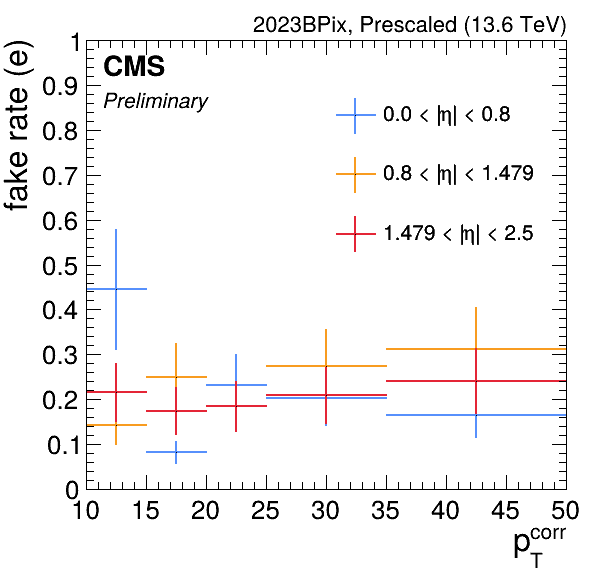 2023BPix, Prescaled (13.6 TeV)
fake rate (e)
CMS
Preliminary
0.0 < |η| < 0.8
0.8 < |η| < 1.479
1.479 < |η| < 2.5
1
0.9
0.8
0.7
0.6
0.5
0.4
0.3
0.2
0.1
0
10 15 20 25 30 35 40 45 50
p_T^corr